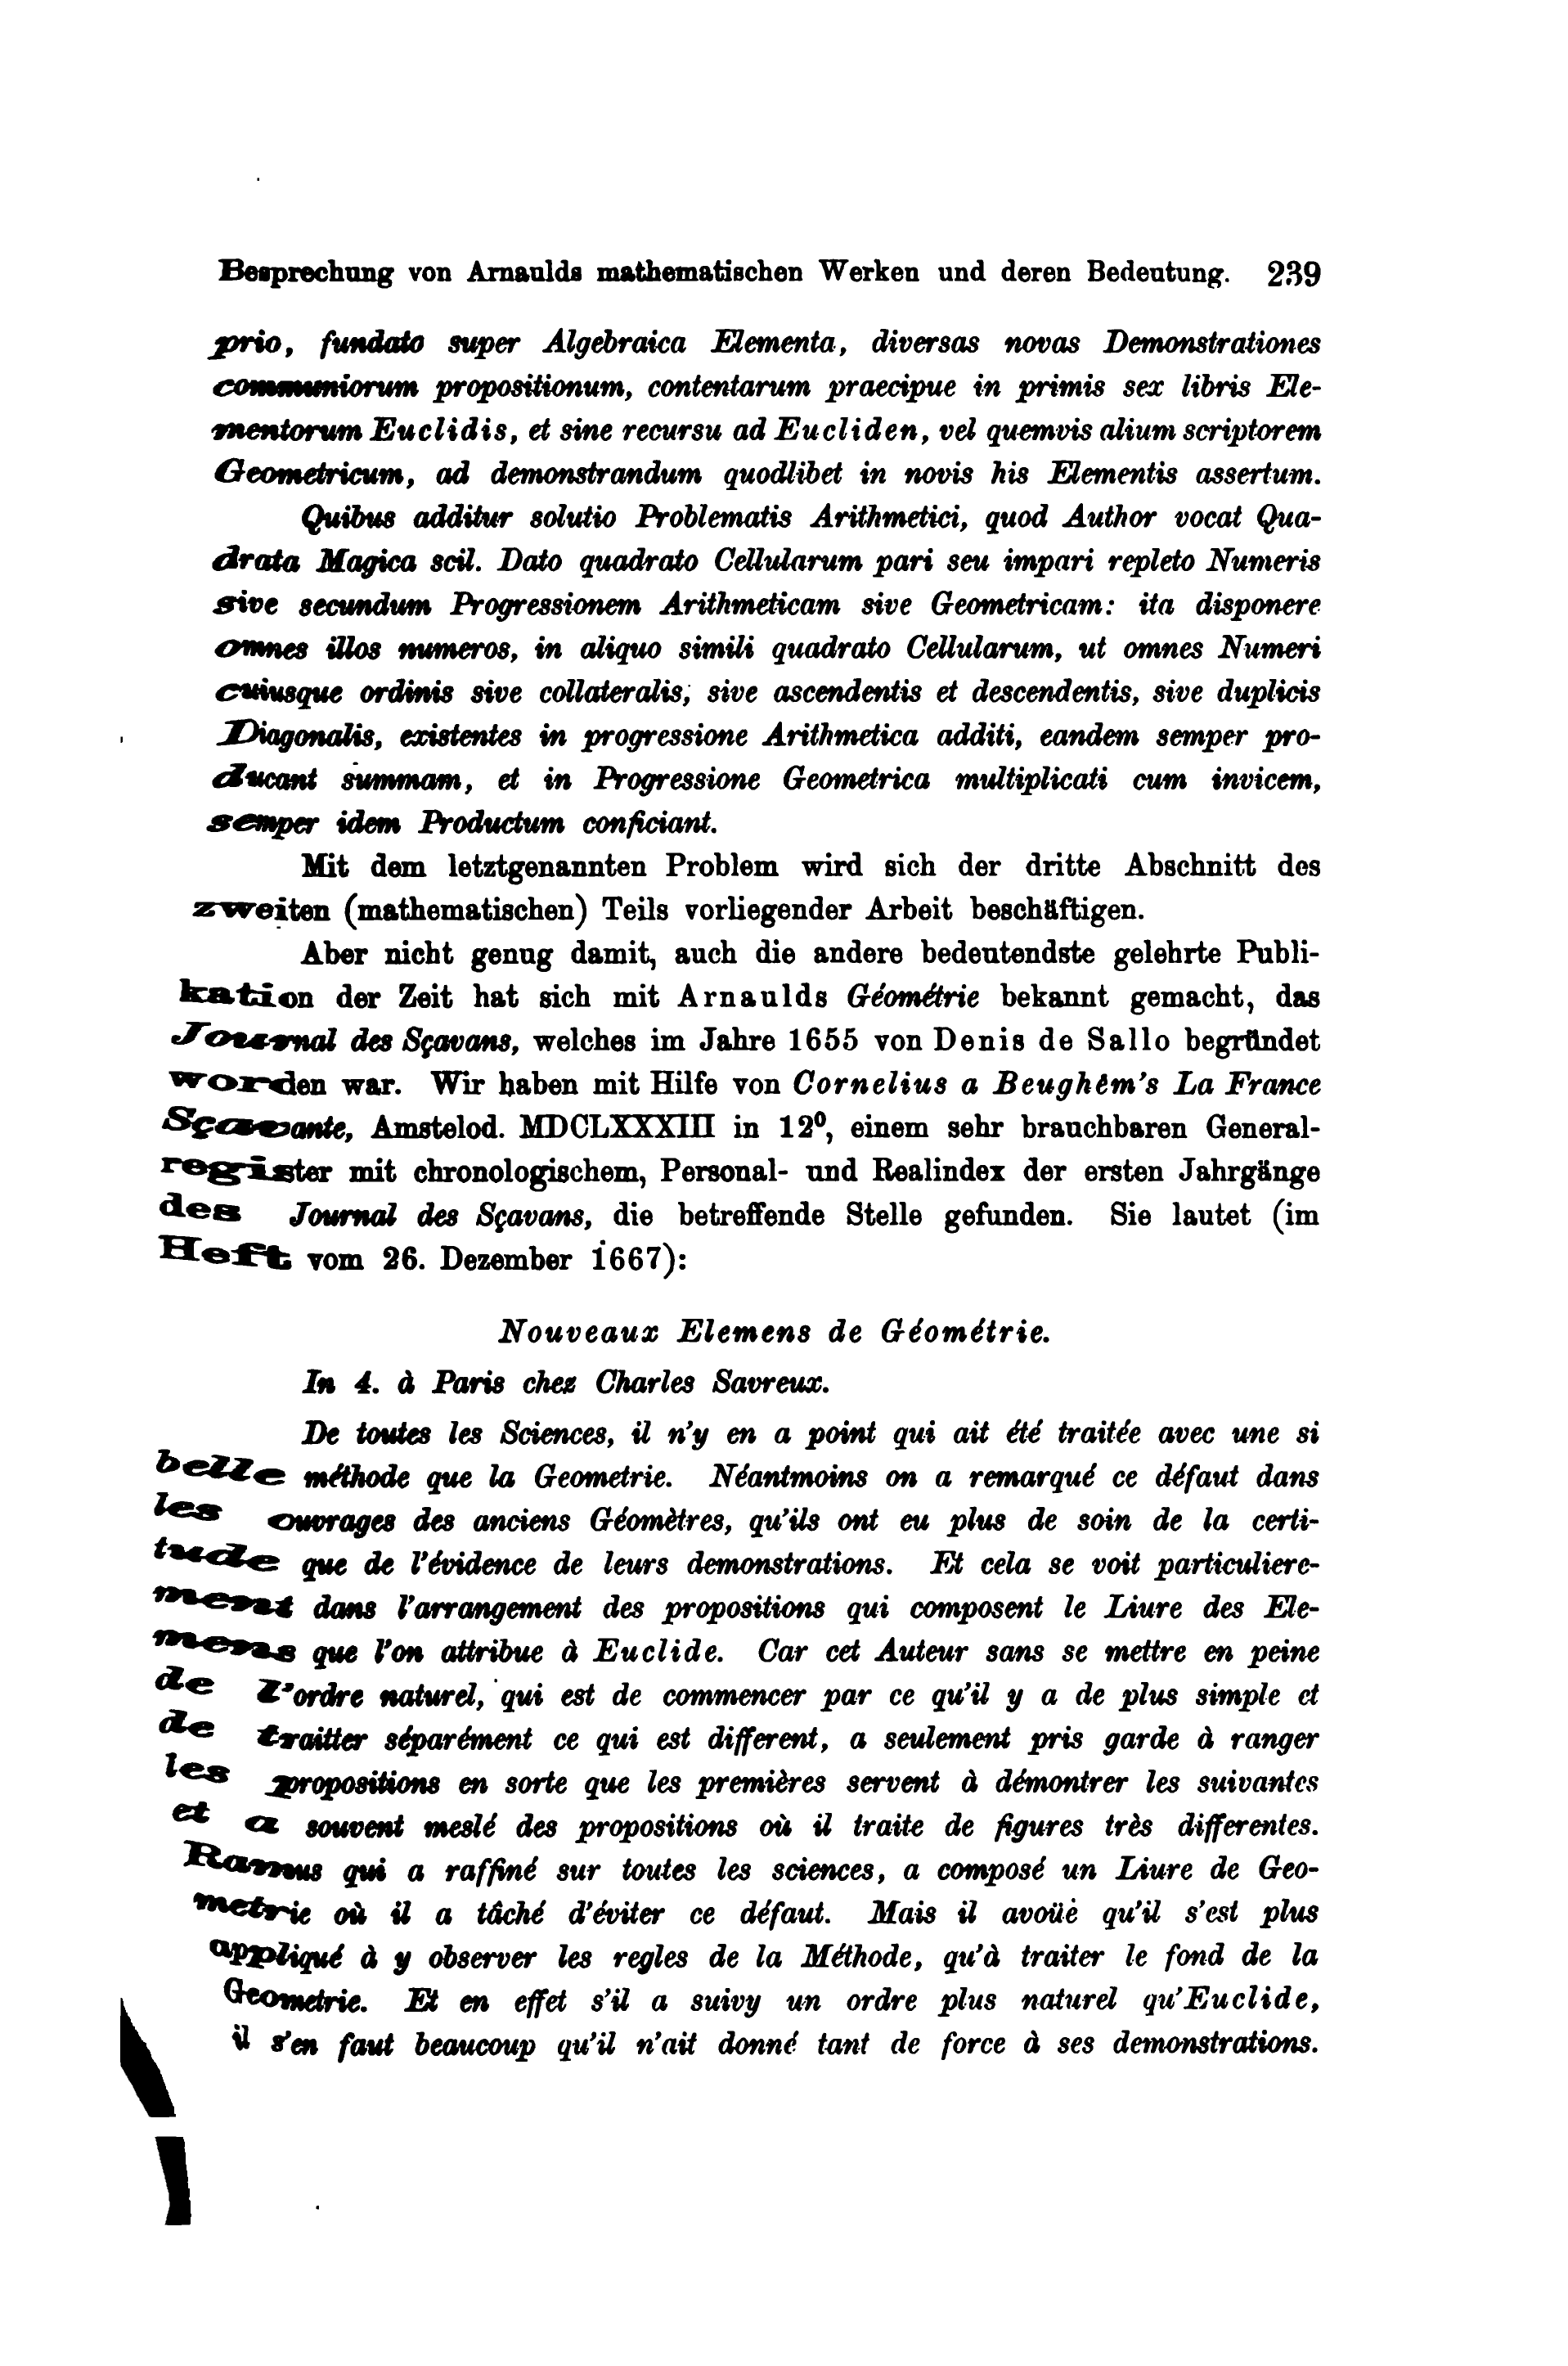 Besprechung von Arnaulds mathematischen Werken und deren Bedeutung. 239
prio, fundato super Algebraica Elementa, diversas novas Demonstrationes
communiorum propositionum, contentarum praecipue in primis sex libris Ele-
mentorum Euclidis, et sine recursu ad Eucliden, vel quemvis alium scriptorem
Geometricum, ad demonstrandum quodlibet in novis his Elementis assertum.
Quibus additur solutio Problematis Arithmetici, quod Author vocat Qua-
drata Magica scil. Dato quadrato Cellularum pari seu impari repleto Numeris
sive secundum Progressionem Arithmeticam sive Geometricam: ita disponere
omnes illos numeros, in aliquo simili quadrato Cellularum, ut omnes Numeri
cuiusque ordinis sive collateralis, sive ascendentis et descendentis, sive duplicis
Diagonalis, existentes in progressione Arithmetica additi, eandem semper pro-
ducant summam, et in Progressione Geometrica multiplicati cum invicem,
semper idem Productum conficiant.
Mit dem letztgenannten Problem wird sich der dritte Abschnitt des
zweiten (mathematischen) Teils vorliegender Arbeit beschäftigen.
Aber nicht genug damit, auch die andere bedeutendste gelehrte Publi-
kation der Zeit hat sich mit Arnaulds Géométrie bekannt gemacht, das
Journal des Sçavans, welches im Jahre 1655 von Denis de Sallo begründet
worden war. Wir haben mit Hilfe von Cornelius a Beughêm's La France
Sçavante, Amstelod. MDCLXXXIII in 12⁰, einem sehr brauchbaren General-
register mit chronologischem, Personal- und Realindex der ersten Jahrgänge
des Journal des Sçavans, die betreffende Stelle gefunden. Sie lautet (im
Heft vom 26. Dezember 1667):
Nouveaux Elemens de Géométrie.
In 4. à Paris chez Charles Savreux.
De toutes les Sciences, il n'y en a point qui ait été traitée avec une si
belle méthode que la Geometrie. Néantmoins on a remarqué ce défaut dans
les ouvrages des anciens Géomètres, qu'ils ont eu plus de soin de la certi-
tude que de l'évidence de leurs demonstrations. Et cela se voit particuliere-
ment dans l'arrangement des propositions qui composent le Liure des Ele-
mens que l'on attribue à Euclide. Car cet Auteur sans se mettre en peine
de l'ordre naturel, qui est de commencer par ce qu'il y a de plus simple et
de traitter séparément ce qui est different, a seulement pris garde à ranger
les propositions en sorte que les premières servent à démontrer les suivantes
et a souvent meslé des propositions où il traite de figures très differentes.
Ramus qui a raffiné sur toutes les sciences, a composé un Liure de Geo-
metrie où il a tâché d'éviter ce défaut. Mais il avoüe qu'il s'est plus
appliqué à y observer les regles de la Méthode, qu'à traiter le fond de la
Geometrie. Et en effet s'il a suivy un ordre plus naturel qu'Euclide,
il s'en faut beaucoup qu'il n'ait donné tant de force à ses demonstrations.